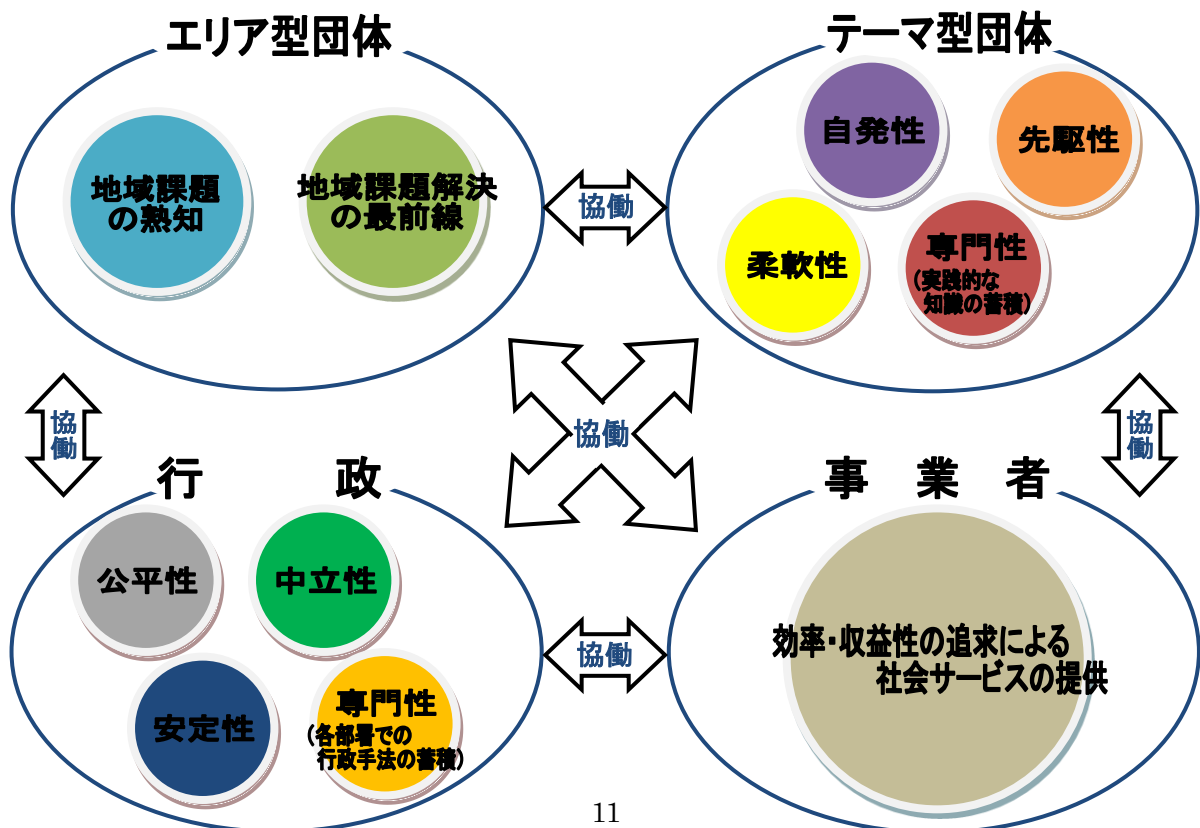 エリア型団体
地域課題
の熟知
地域課題解決
の最前線
協働
テーマ型団体
自発性
先駆性
柔軟性
専門性
(実践的な
知識の蓄積)
協
働
協働
協
働
行政
公平性
中立性
安定性
専門性
(各部署での
行政手法の蓄積)
協働
事業者
効率・収益性の追求による
社会サービスの提供
11